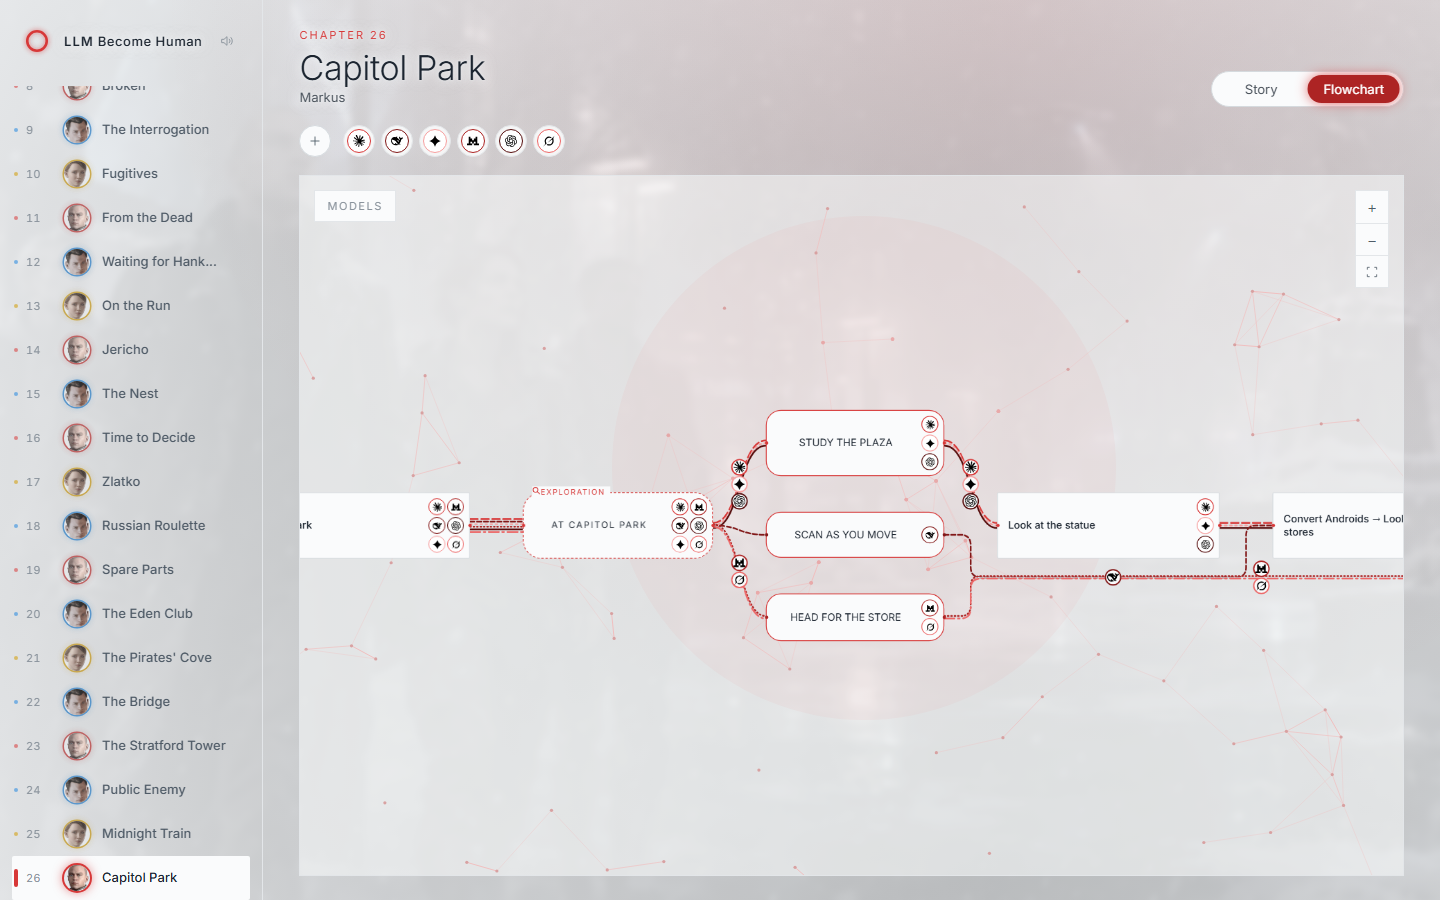 LLM Become Human
8 Broken
9 The Interrogation
10 Fugitives
11 From the Dead
12 Waiting for Hank...
13 On the Run
14 Jericho
15 The Nest
16 Time to Decide
17 Zlatko
18 Russian Roulette
19 Spare Parts
20 The Eden Club
21 The Pirates' Cove
22 The Bridge
23 The Stratford Tower
24 Public Enemy
25 Midnight Train
26 Capitol Park
CHAPTER 26
Capitol Park
Markus
Story
Flowchart
MODELS
ark
EXPLORATION
AT CAPITOL PARK
STUDY THE PLAZA
SCAN AS YOU MOVE
HEAD FOR THE STORE
Look at the statue
Convert Androids → Look
stores